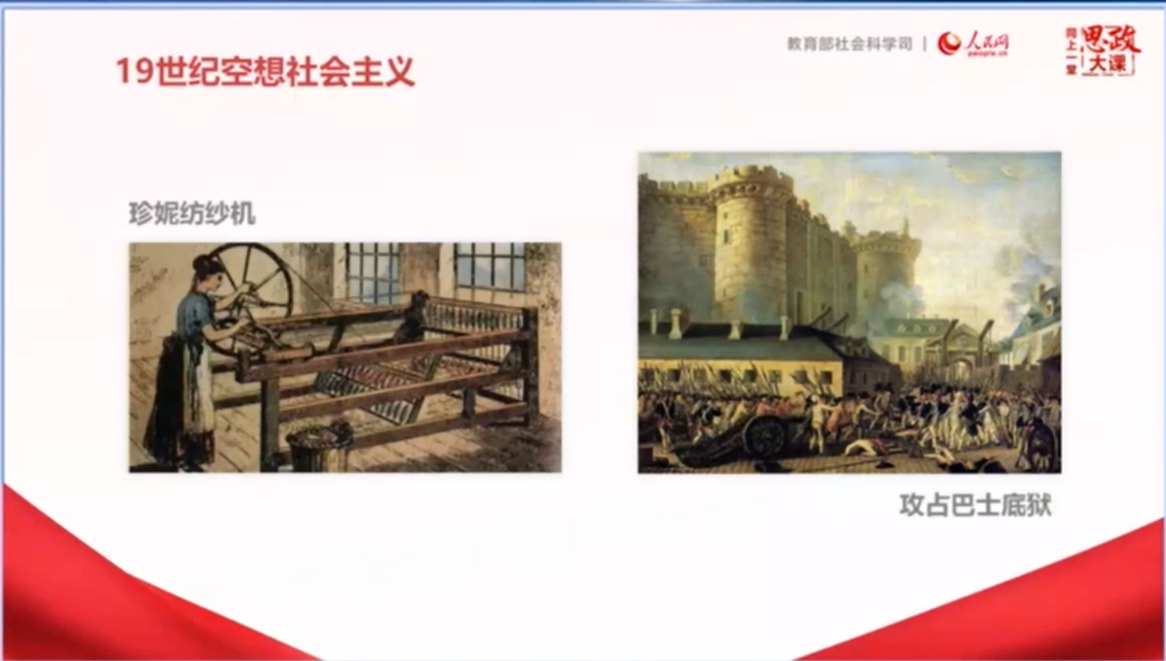 教育部社会科学司 | 人民网
people.cn
同上一堂
思政
大课
19世纪空想社会主义
珍妮纺纱机
攻占巴士底狱